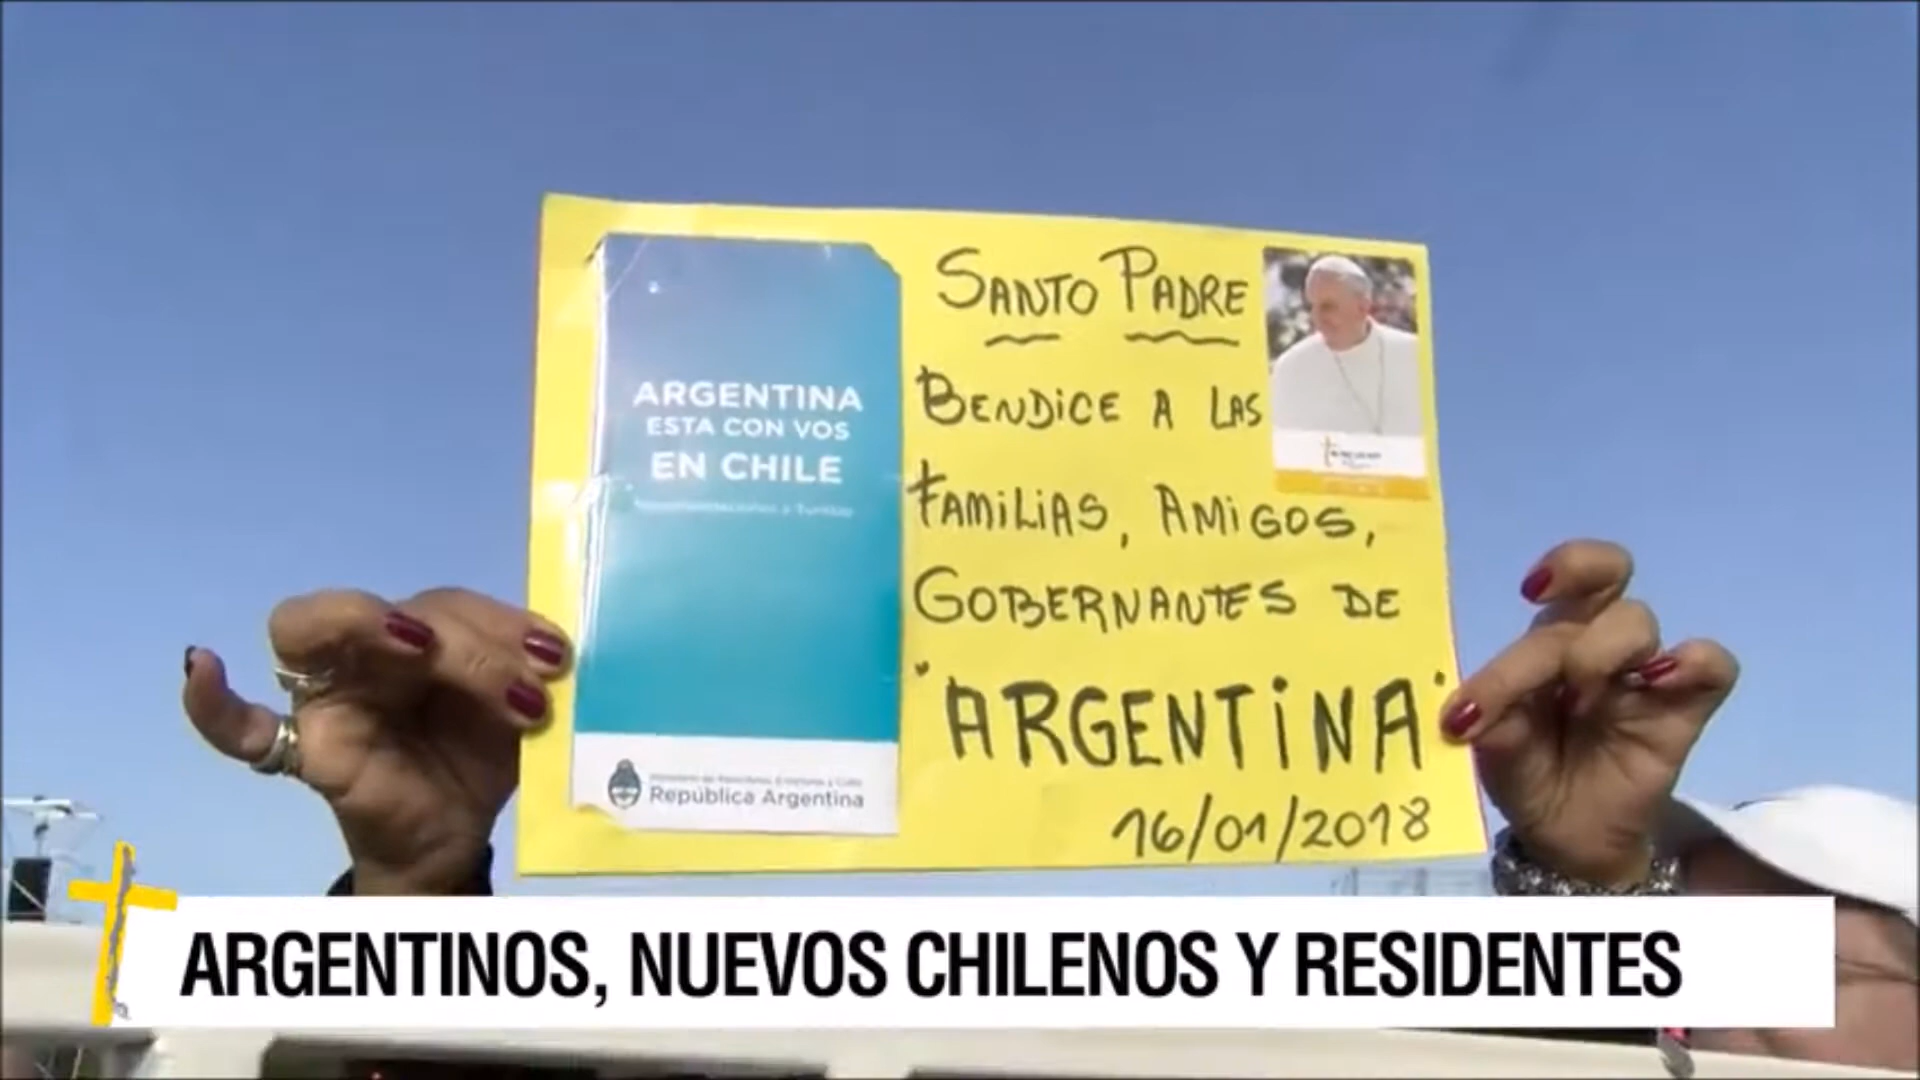 ARGENTINA
ESTA CON VOS
EN CHILE
República Argentina
SANTO PADRE
BENDICE A LAS
FAMILIAS, AMIGOS,
GOBERNANTES DE
"ARGENTINA"
16/01/2018
ARGENTINOS, NUEVOS CHILENOS Y RESIDENTES